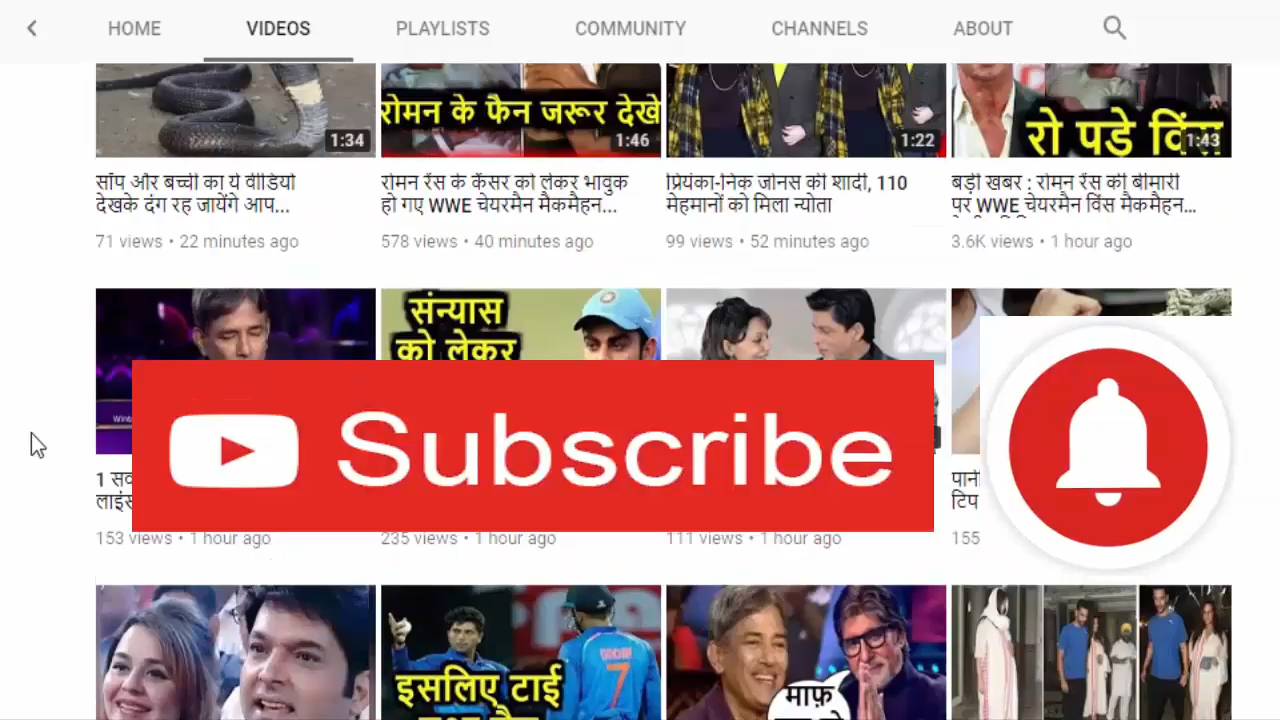 HOME VIDEOS PLAYLISTS COMMUNITY CHANNELS ABOUT
1:34
रोमन के फैन जरूर देखे
1:46
1:22
रो पडे विंस
1:43
साँप और बच्ची का ये वीडियो
देखके दंग रह जायेंगे आप...
71 views • 22 minutes ago
रोमन रेंस के कैंसर को लेकर भावुक
हो गए WWE चेयरमैन मैकमैहन...
578 views • 40 minutes ago
प्रियंका-निक जोनस की शादी, 110
मेहमानों को मिला न्योता
99 views • 52 minutes ago
बड़ी खबर : रोमन रेंस की बीमारी
पर WWE चेयरमैन विंस मैकमैहन...
3.6K views • 1 hour ago
संन्यास
को लेकर
Subscribe
1
153 views • 1 hour ago
235 views • 1 hour ago
111 views • 1 hour ago
टिप
155
इसलिए टाई
7
माफ़